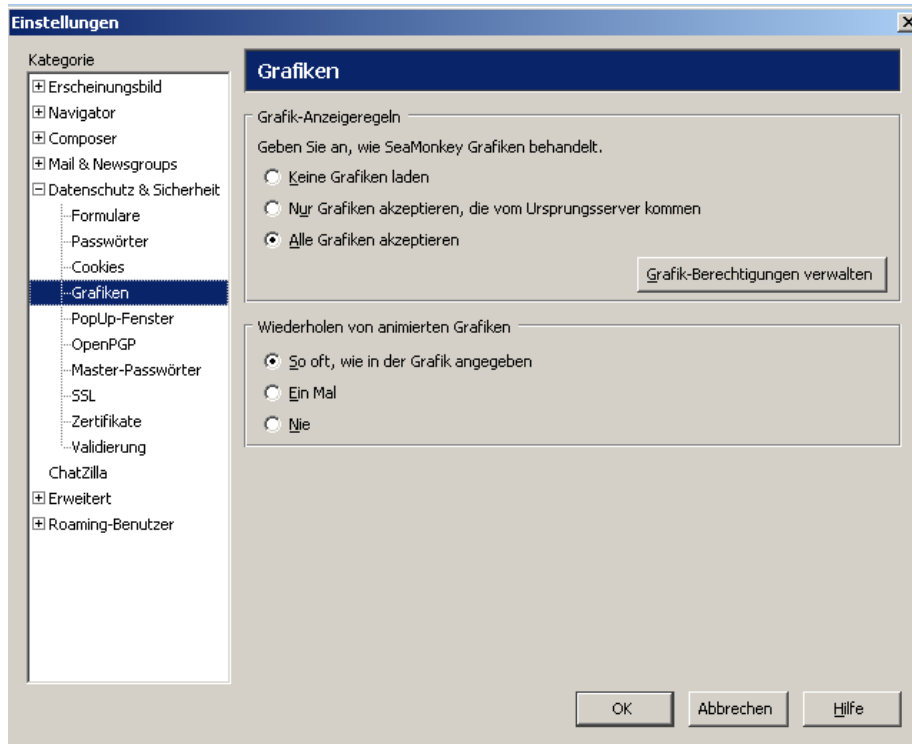 Einstellungen
Kategorie
Erscheinungsbild
Navigator
Composer
Mail & Newsgroups
Datenschutz & Sicherheit
Formulare
Passwörter
Cookies
Grafiken
PopUp-Fenster
OpenPGP
Master-Passwörter
SSL
Zertifikate
Validierung
ChatZilla
Erweitert
Roaming-Benutzer
Grafiken
Grafik-Anzeigeregeln
Geben Sie an, wie SeaMonkey Grafiken behandelt.
Keine Grafiken laden
Nur Grafiken akzeptieren, die vom Ursprungsserver kommen
Alle Grafiken akzeptieren
Grafik-Berechtigungen verwalten
Wiederholen von animierten Grafiken
So oft, wie in der Grafik angegeben
Ein Mal
Nie
OK
Abbrechen
Hilfe